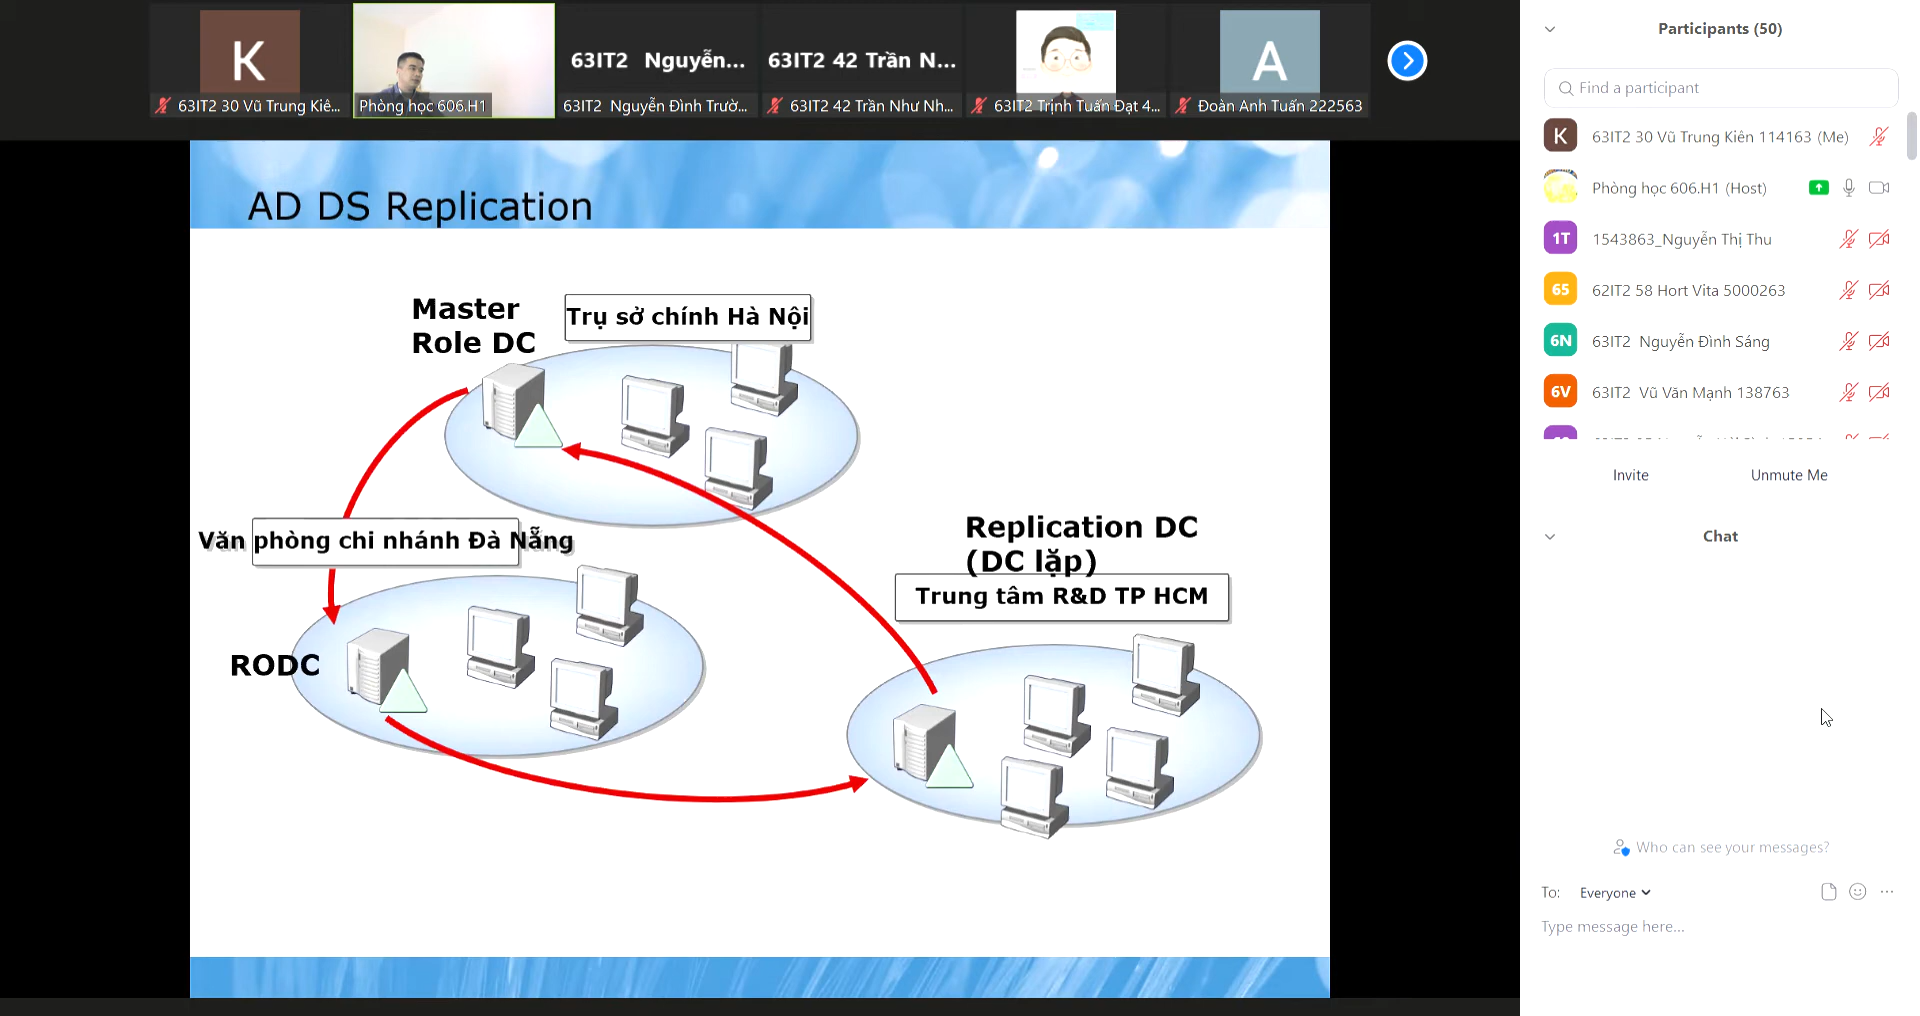 K
63IT2 30 Vũ Trung Kiê...
Phòng học 606.H1
63IT2 Nguyễn...
63IT2 Nguyễn Đình Trườ...
63IT2 42 Trần N...
63IT2 42 Trần Như Nh...
63IT2 Trịnh Tuấn Đạt 4...
A
Đoàn Anh Tuấn 222563
AD DS Replication
Master
Role DC
Trụ sở chính Hà Nội
Văn phòng chi nhánh Đà Nẵng
RODC
Replication DC
(DC lặp)
Trung tâm R&D TP HCM
Participants (50)
Find a participant
K 63IT2 30 Vũ Trung Kiên 114163 (Me)
Phòng học 606.H1 (Host)
1T 1543863_Nguyễn Thị Thu
65 62IT2 58 Hort Vita 5000263
6N 63IT2 Nguyễn Đình Sáng
6V 63IT2 Vũ Văn Mạnh 138763
Invite
Unmute Me
Chat
Who can see your messages?
To: Everyone
Type message here...